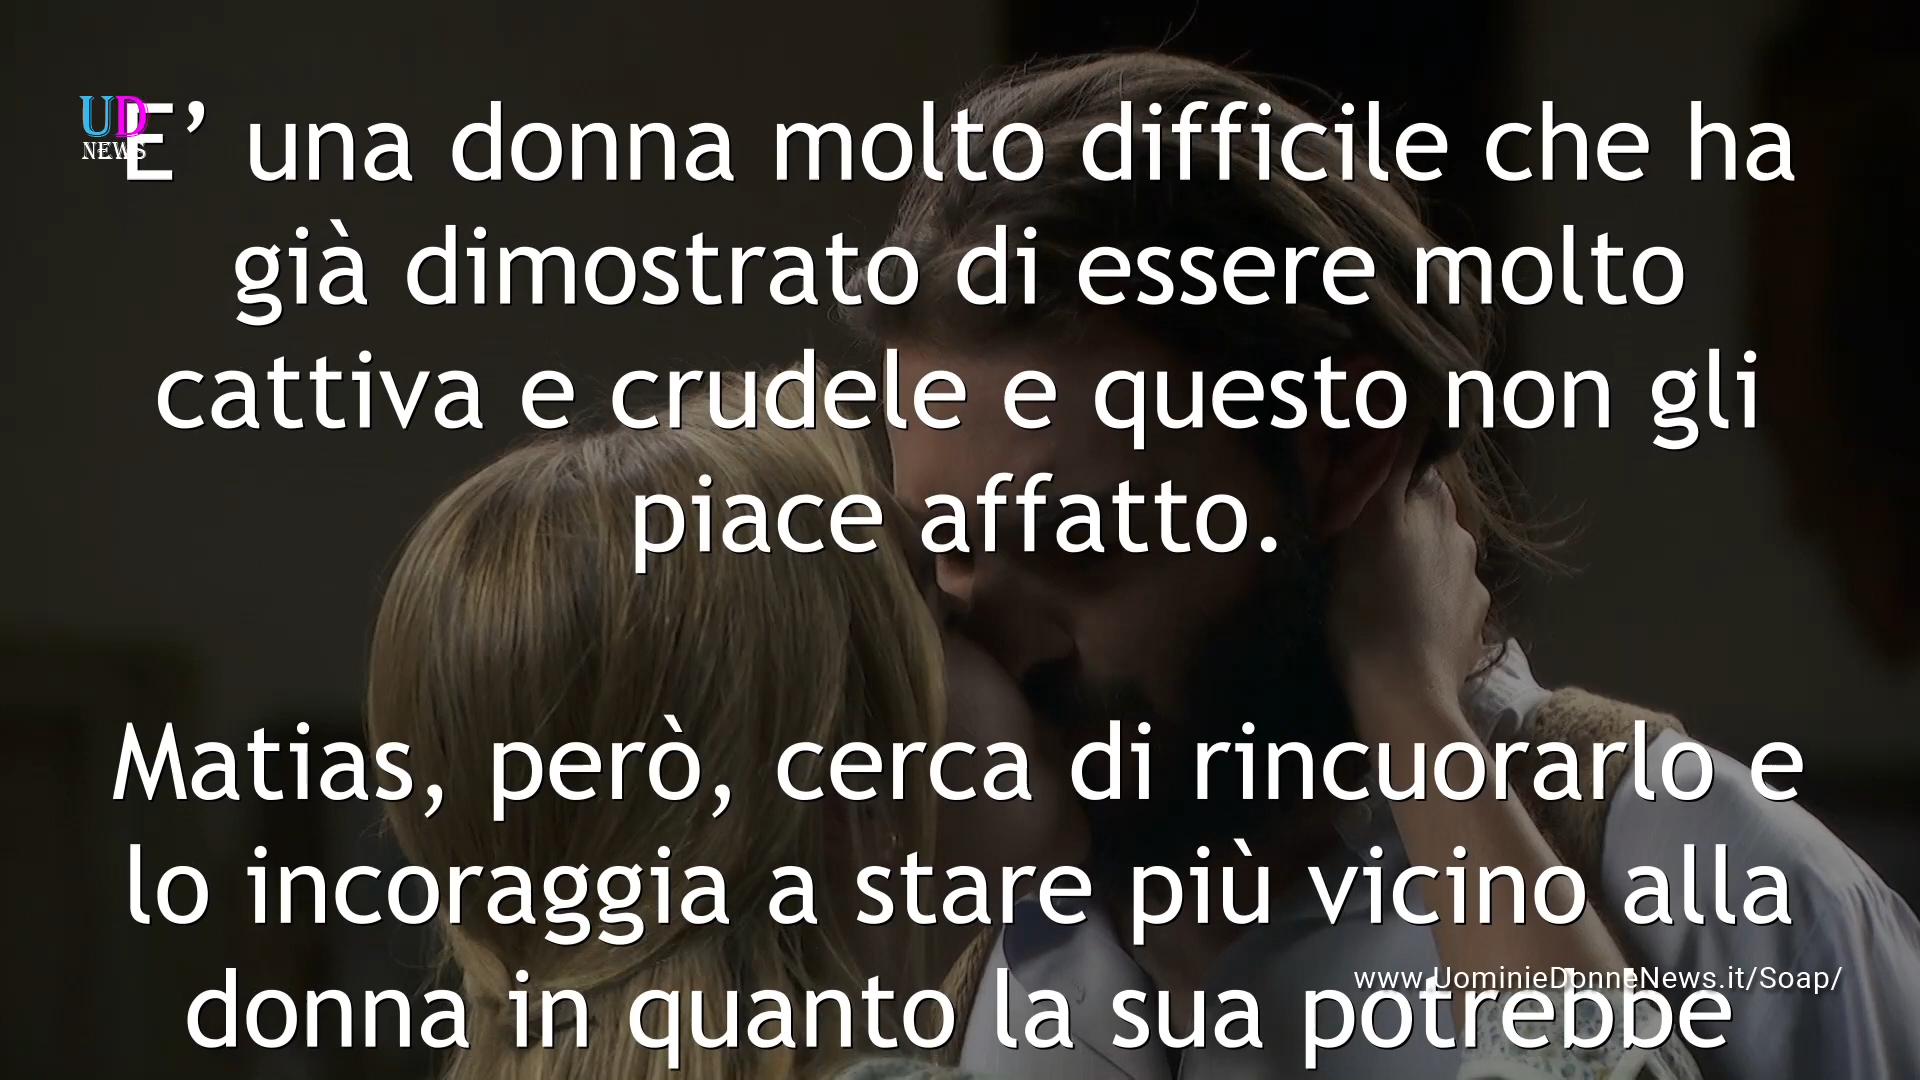 UD
NEWS
E’ una donna molto difficile che ha
già dimostrato di essere molto
cattiva e crudele e questo non gli
piace affatto.
Matias, però, cerca di rincuorarlo e
lo incoraggia a stare più vicino alla
donna in quanto la sua potrebbe
www.UominieDonneNews.it/Soap/